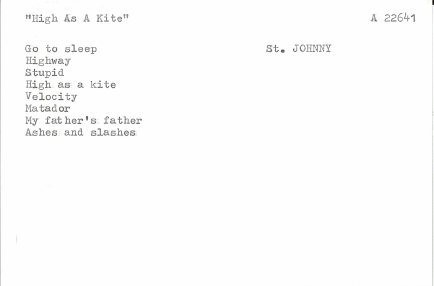 "High As A Kite" A 22641
Go to sleep St. JOHNNY
Highway
Stupid
High as a kite
Velocity
Matador
My father's father
Ashes and slashes